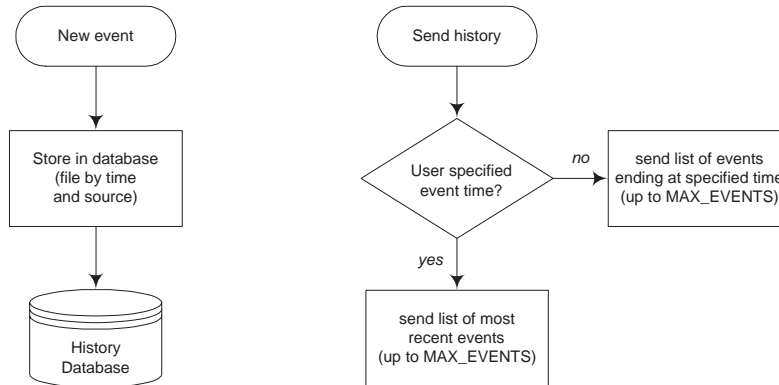 New event
Store in database
(file by time
and source)
History
Database
Send history
User specified
event time?
no
send list of events
ending at specified time
(up to MAX_EVENTS)
yes
send list of most
recent events
(up to MAX_EVENTS)